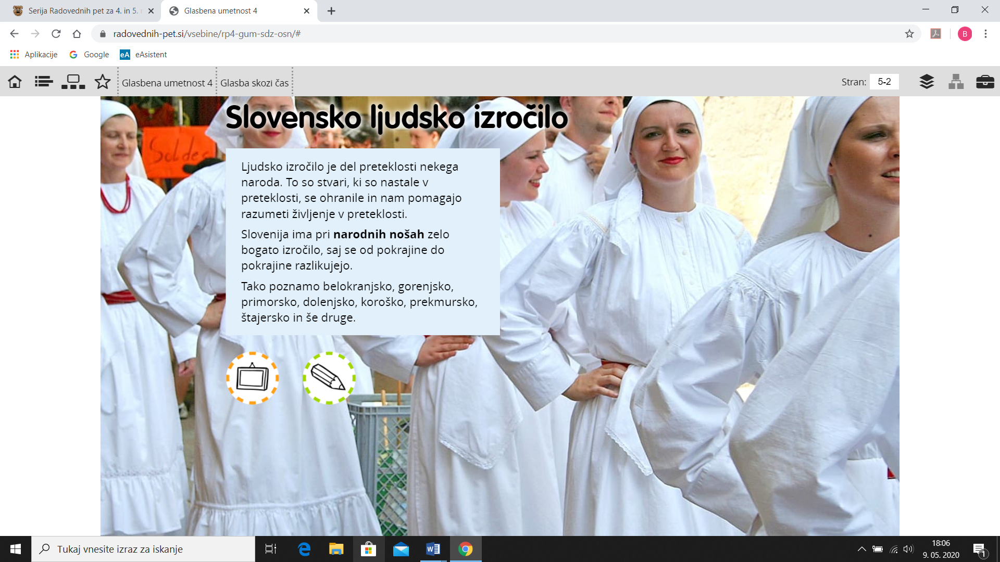 Serija Radovednih pet za 4. in 5. r
Glasbena umetnost 4
radovednih-pet.si/vsebine/rp4-gum-sdz-osn/#
B
Aplikacije
Google
eA
eAsistent
Glasbena umetnost 4
Glasba skozi čas
Stran:
5-2
Slovensko ljudsko izročilo
Soldes
Ljudsko izročilo je del preteklosti nekega
naroda. To so stvari, ki so nastale v
preteklosti, se ohranile in nam pomagajo
razumeti življenje v preteklosti.
Slovenija ima pri narodnih nošah zelo
bogato izročilo, saj se od pokrajine do
pokrajine razlikujejo.
Tako poznamo belokranjsko, gorenjsko,
primorsko, dolenjsko, koroško, prekmursko,
štajersko in še druge.
Tukaj vnesite izraz za iskanje
18:06
9. 05. 2020
1